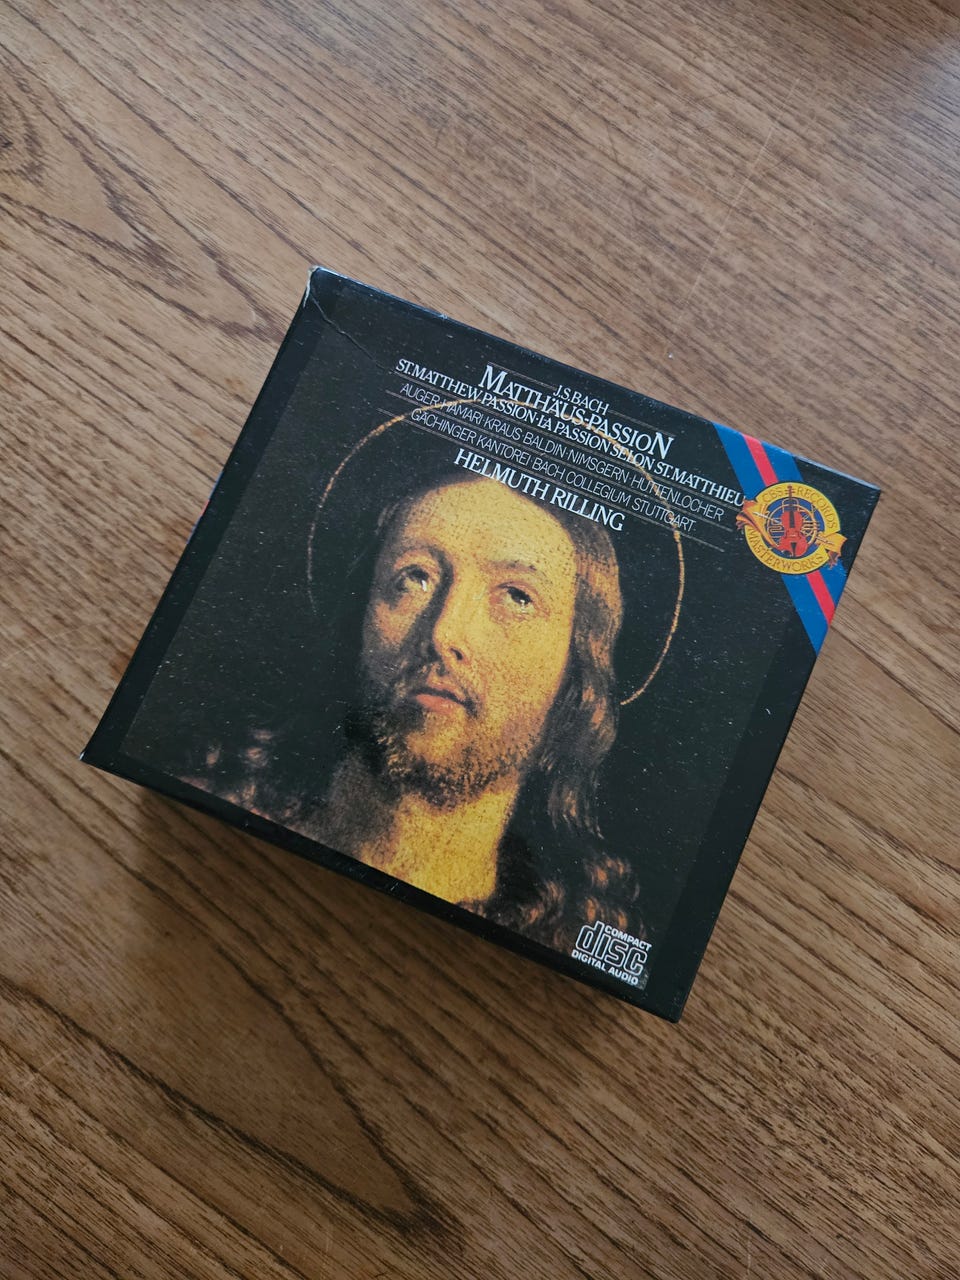 J.S.BACH
MATTHÄUS-PASSION
ST.MATTHEW PASSION·LA PASSION SELON ST.MATTHIEU
AUGER·HAMARI·KRAUS BALDIN·NIMSGERN·HUTTENLOCHER
GÄCHINGER KANTOREI BACH COLLEGIUM STUTTGART
HELMUTH RILLING
CBS RECORDS
MASTERWORKS
COMPACT
disc
DIGITAL AUDIO